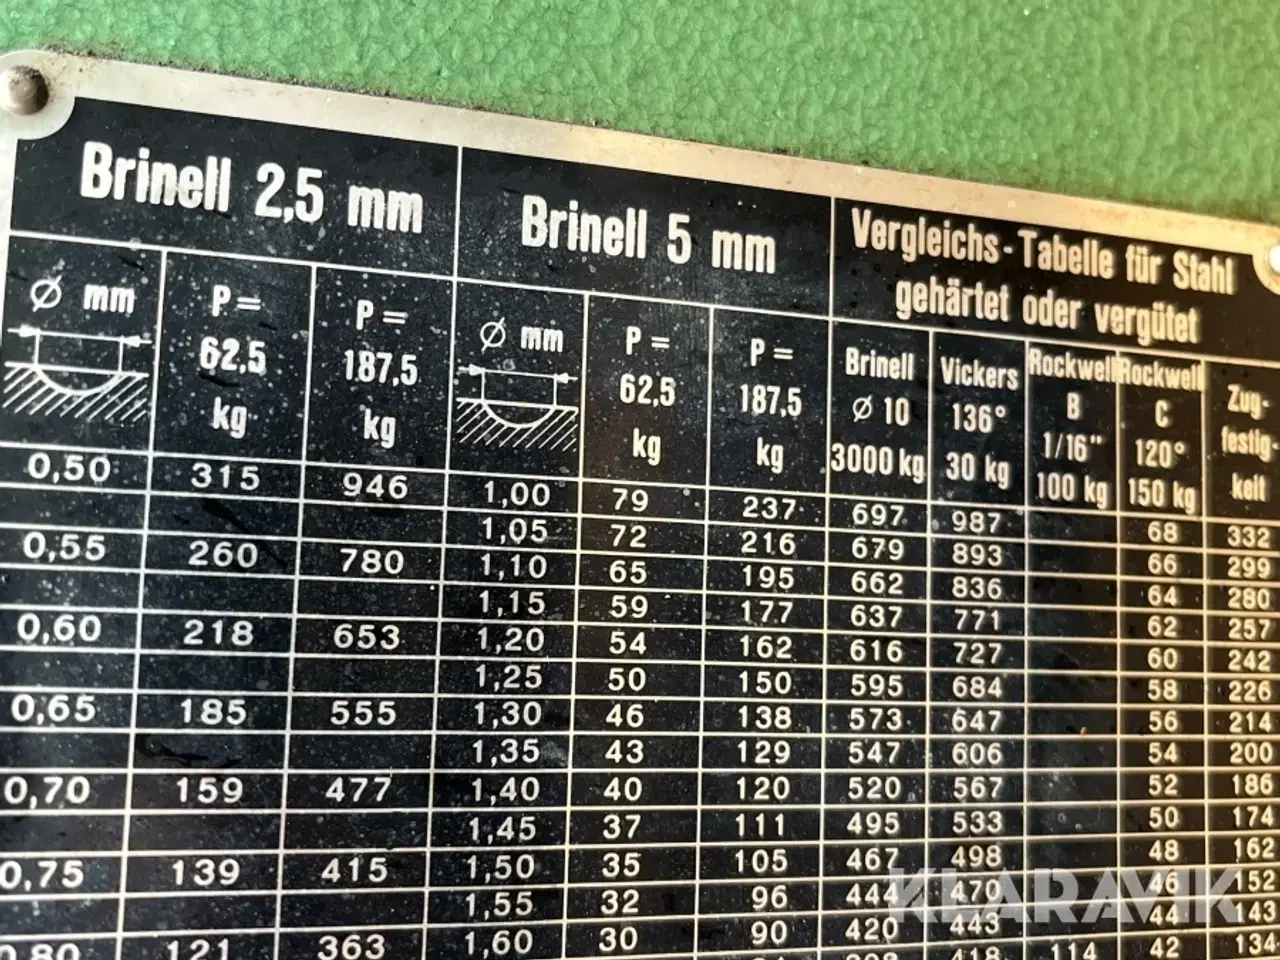 Brinell 2,5 mm
Brinell 5 mm
Vergleichs-Tabelle für Stahl
gehärtet oder vergütet
Ø mm
P =
62,5
kg
P =
187,5
kg
Ø mm
P =
62,5
kg
P =
187,5
kg
Brinell
Ø 10
3000 kg
Vickers
136°
30 kg
Rockwell
B
1/16"
100 kg
Rockwell
C
120°
150 kg
Zug-
festig-
keit
0,50 315 946 1,00 79 237 697 987 68 332
1,05 72 216 679 893 66 299
0,55 260 780 1,10 65 195 662 836 64 280
1,15 59 177 637 771 62 257
0,60 218 653 1,20 54 162 616 727 60 242
1,25 50 150 595 684 58 226
0,65 185 555 1,30 46 138 573 647 56 214
1,35 43 129 547 606 54 200
0,70 159 477 1,40 40 120 520 567 52 186
1,45 37 111 495 533 50 174
0,75 139 415 1,50 35 105 467 498 48 162
1,55 32 96 444 470 46 152
0,80 121 363 1,60 30 90 420 443 44 143
418 114 42 134
KLARAVIK